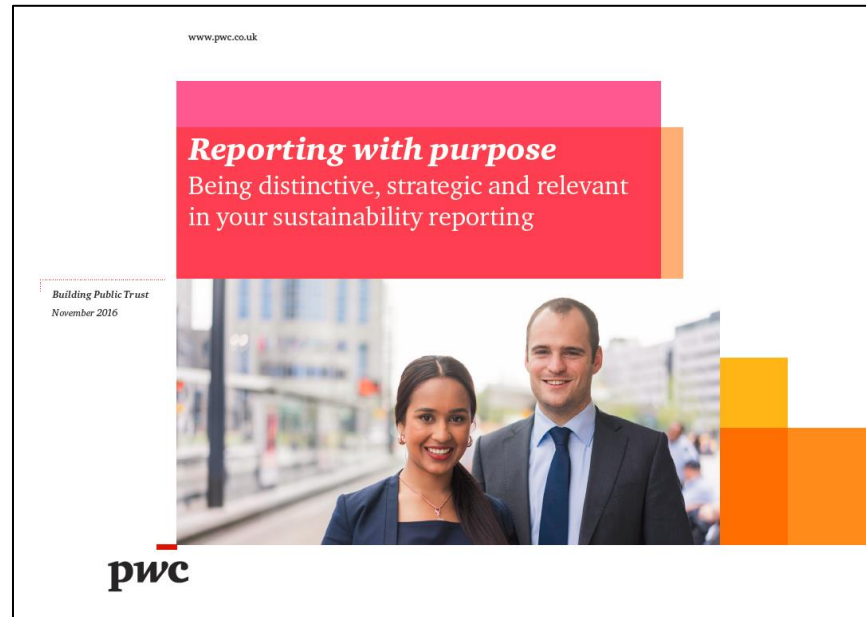 www.pwc.co.uk
Reporting with purpose
Being distinctive, strategic and relevant
in your sustainability reporting
Building Public Trust
November 2016
pwc